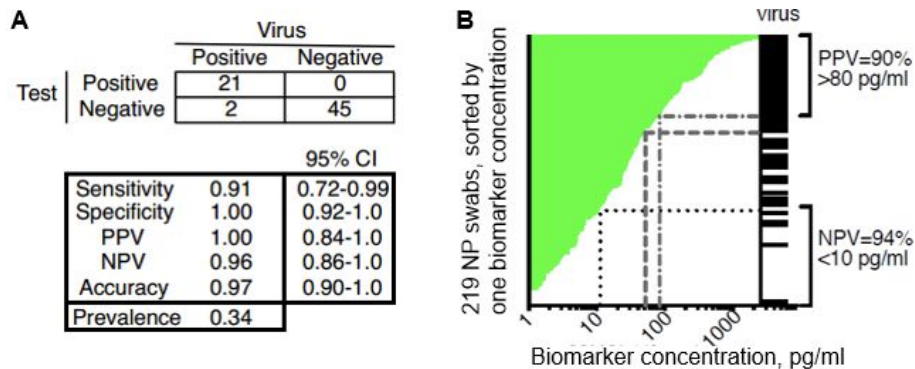 A
Virus
Positive Negative
Test Positive 21 0
Negative 2 45
95% CI
Sensitivity 0.91 0.72-0.99
Specificity 1.00 0.92-1.0
PPV 1.00 0.84-1.0
NPV 0.96 0.86-1.0
Accuracy 0.97 0.90-1.0
Prevalence 0.34
B
virus
219 NP swabs, sorted by
one biomarker concentration
PPV=90%
>80 pg/ml
NPV=94%
<10 pg/ml
1 10 100 1000
Biomarker concentration, pg/ml